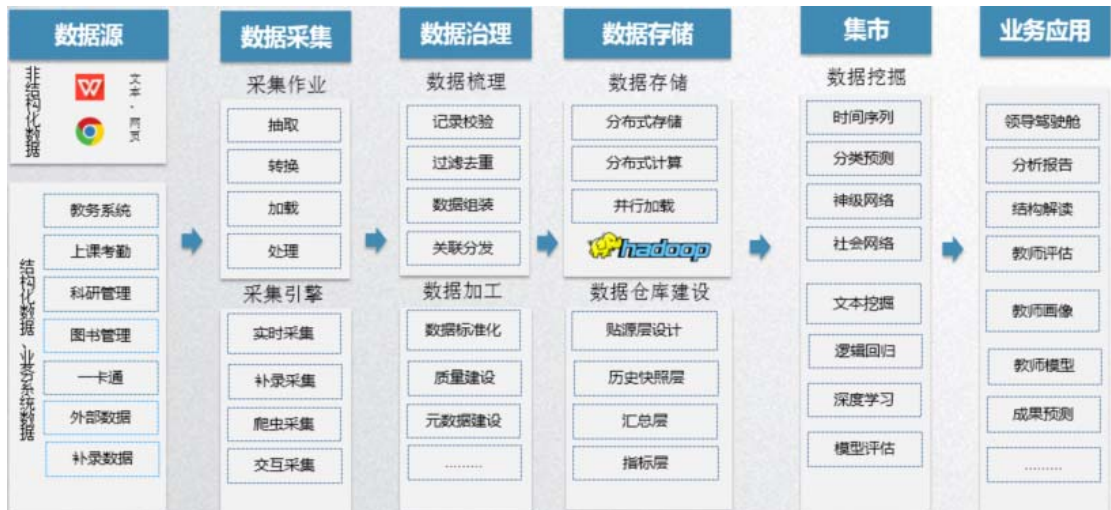 数据源
非结构化数据
文本、网页
结构化数据、业务系统数据
教务系统
上课考勤
科研管理
图书管理
一卡通
外部数据
补录数据
数据采集
采集作业
抽取
转换
加载
处理
采集引擎
实时采集
补录采集
爬虫采集
交互采集
数据治理
数据梳理
记录校验
过滤去重
数据组装
关联分发
数据加工
数据标准化
质量建设
元数据建设
.........
数据存储
数据存储
分布式存储
分布式计算
并行加载
hadoop
数据仓库建设
贴源层设计
历史快照层
汇总层
指标层
集市
数据挖掘
时间序列
分类预测
神级网络
社会网络
文本挖掘
逻辑回归
深度学习
模型评估
业务应用
领导驾驶舱
分析报告
结构解读
教师评估
教师画像
教师模型
成果预测
.........